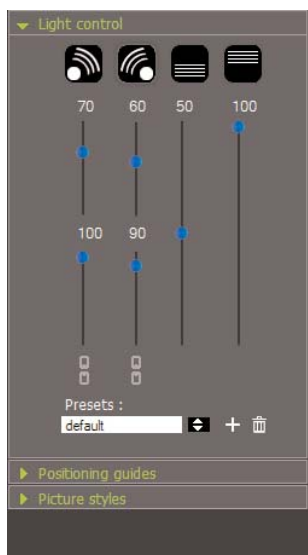 Light control
70 60 50 100
100 90
Presets :
default
Positioning guides
Picture styles